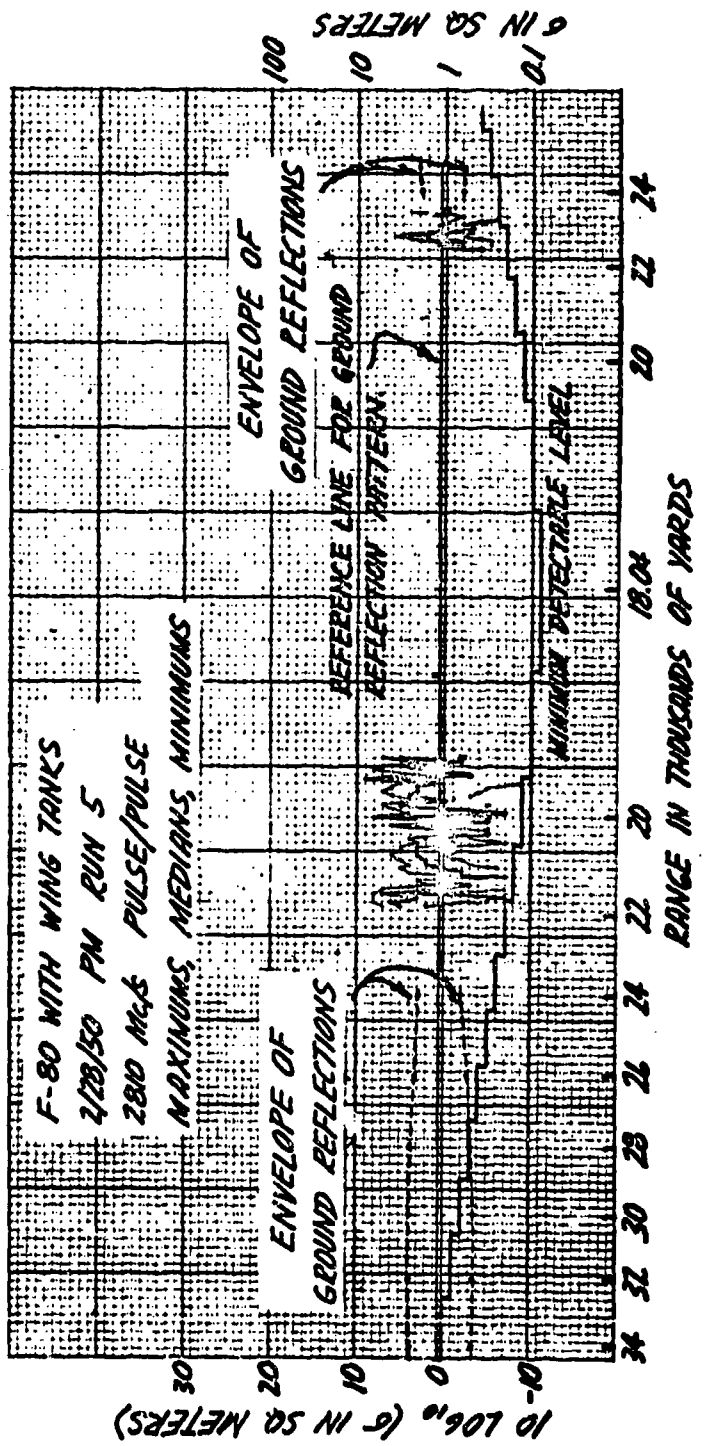 F-80 WITH WING TANKS
2/28/50 PM RUN 5
2810 Mc/s PULSE/PULSE
MAXIMUMS, MEDIANS, MINIMUMS
ENVELOPE OF
GROUND REFLECTIONS
ENVELOPE OF
GROUND REFLECTIONS
REFERENCE LINE FOR GROUND
REFLECTION PATTERN
MINIMUM DETECTABLE LEVEL
10 LOG10 (σ IN SQ METERS)
30
20
10
0
-10
σ IN SQ METERS
100
10
1
0.1
34 32 30 28 26 24 22 20 18.04 20 22 24
RANGE IN THOUSANDS OF YARDS